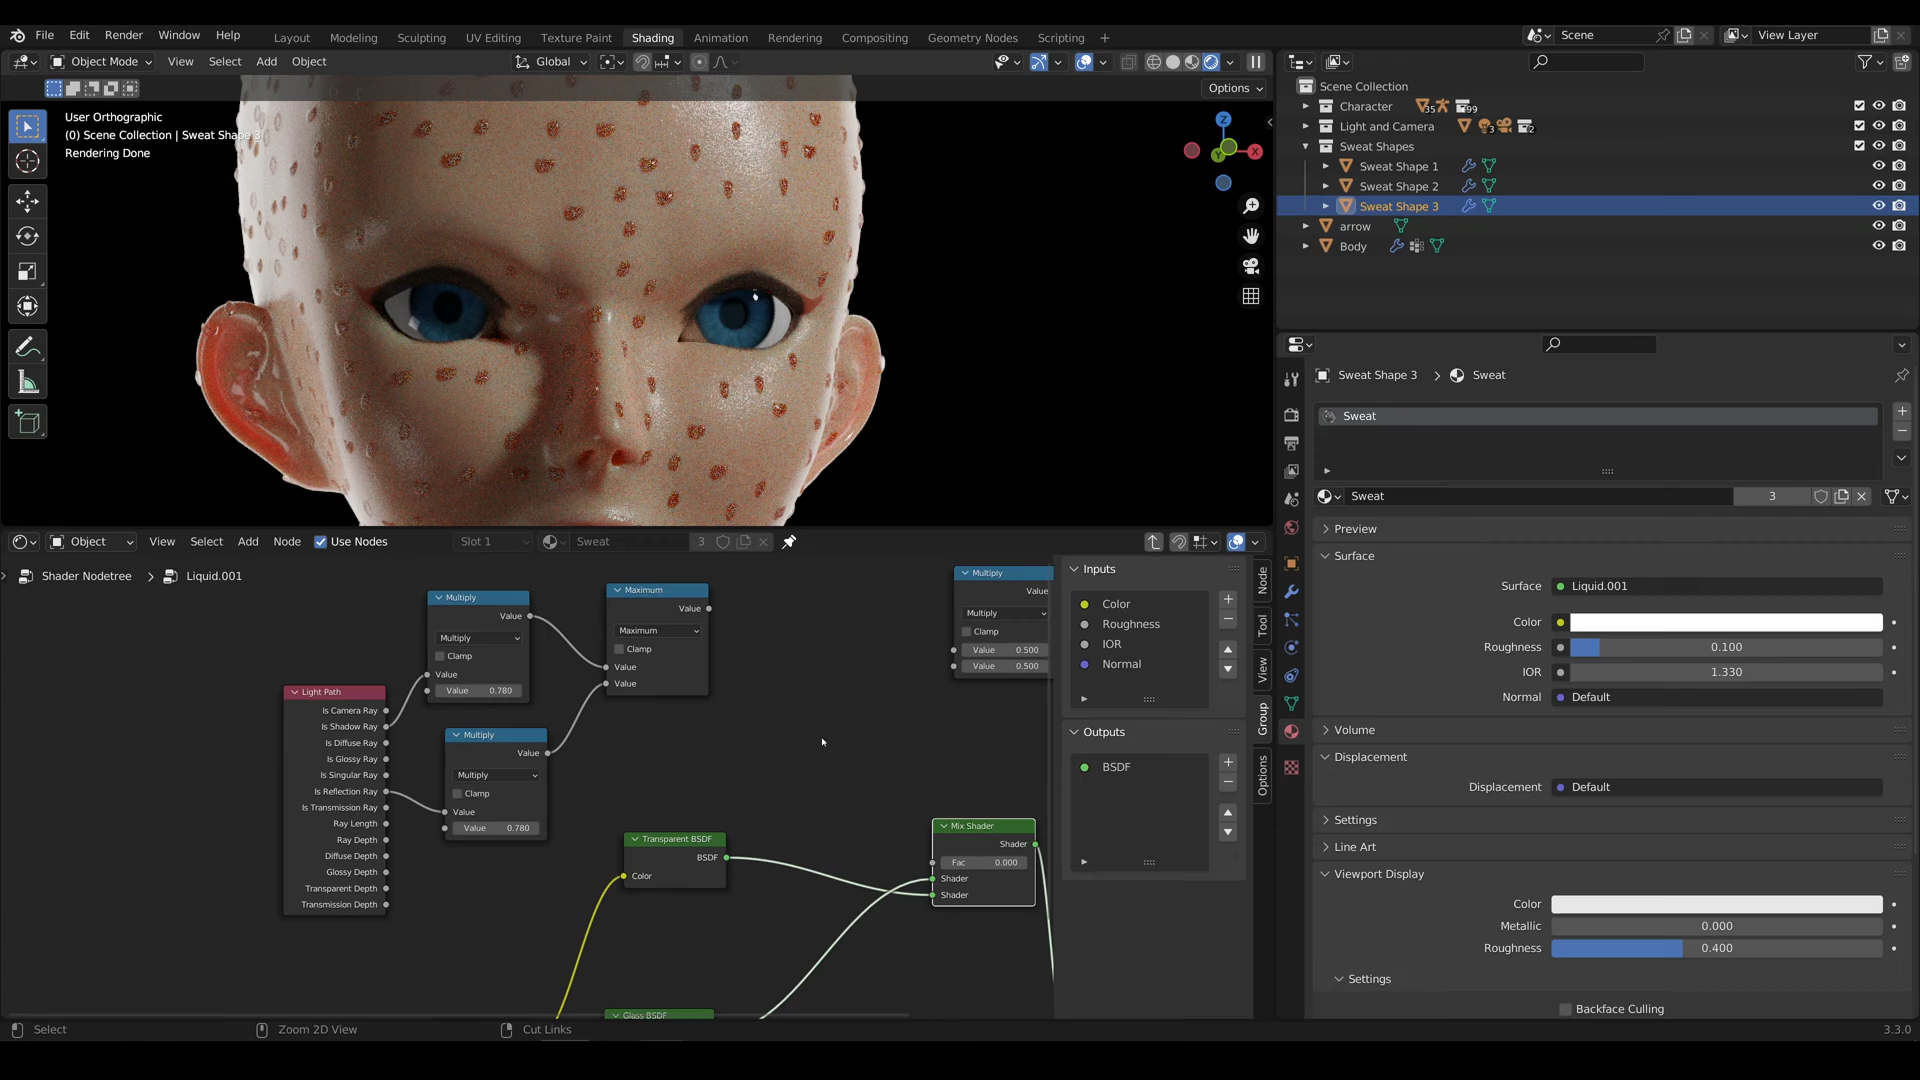 File Edit Render Window Help Layout Modeling Sculpting UV Editing Texture Paint Shading Animation Rendering Compositing Geometry Nodes Scripting + Scene View Layer
Object Mode View Select Add Object Global
Options
User Orthographic
(0) Scene Collection | Sweat Shape 3
Rendering Done
Z
X
Y
Scene Collection
Character 35 99
Light and Camera 3 2
Sweat Shapes
Sweat Shape 1
Sweat Shape 2
Sweat Shape 3
arrow
Body
Sweat Shape 3 > Sweat
Sweat
Sweat 3
Preview
Surface
Surface Liquid.001
Color
Roughness 0.100
IOR 1.330
Normal Default
Volume
Displacement
Displacement Default
Settings
Line Art
Viewport Display
Color
Metallic 0.000
Roughness 0.400
Settings
Backface Culling
Object View Select Add Node Use Nodes Slot 1 Sweat 3
Shader Nodetree > Liquid.001
Light Path
Is Camera Ray
Is Shadow Ray
Is Diffuse Ray
Is Glossy Ray
Is Singular Ray
Is Reflection Ray
Is Transmission Ray
Ray Length
Ray Depth
Diffuse Depth
Glossy Depth
Transparent Depth
Transmission Depth
Multiply
Value
Multiply
Clamp
Value
Value 0.780
Multiply
Value
Multiply
Clamp
Value
Value 0.780
Maximum
Value
Maximum
Clamp
Value
Value
Transparent BSDF
BSDF
Color
Glass BSDF
Multiply
Value
Multiply
Clamp
Value 0.500
Value 0.500
Mix Shader
Shader
Fac 0.000
Shader
Shader
Inputs
Color
Roughness
IOR
Normal
Outputs
BSDF
Node
Tool
View
Group
Options
Select Zoom 2D View Cut Links 3.3.0